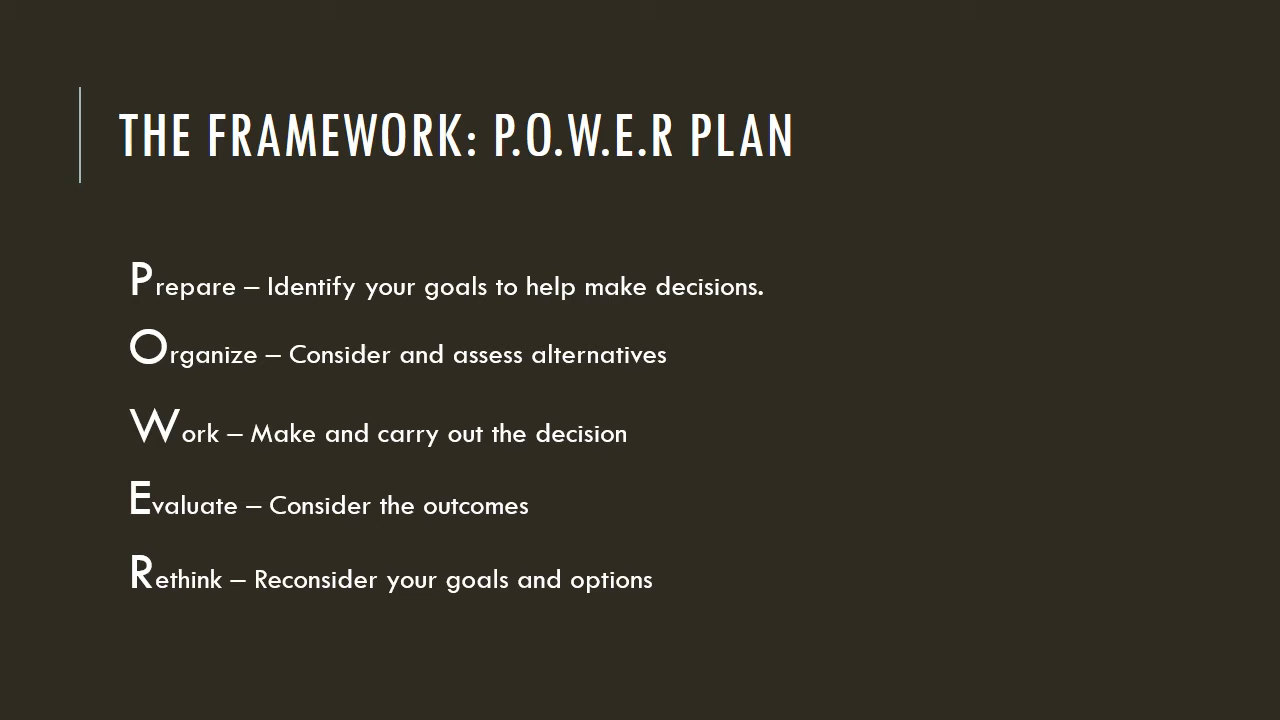 THE FRAMEWORK: P.O.W.E.R PLAN
Prepare – Identify your goals to help make decisions.
Organize – Consider and assess alternatives
Work – Make and carry out the decision
Evaluate – Consider the outcomes
Rethink – Reconsider your goals and options